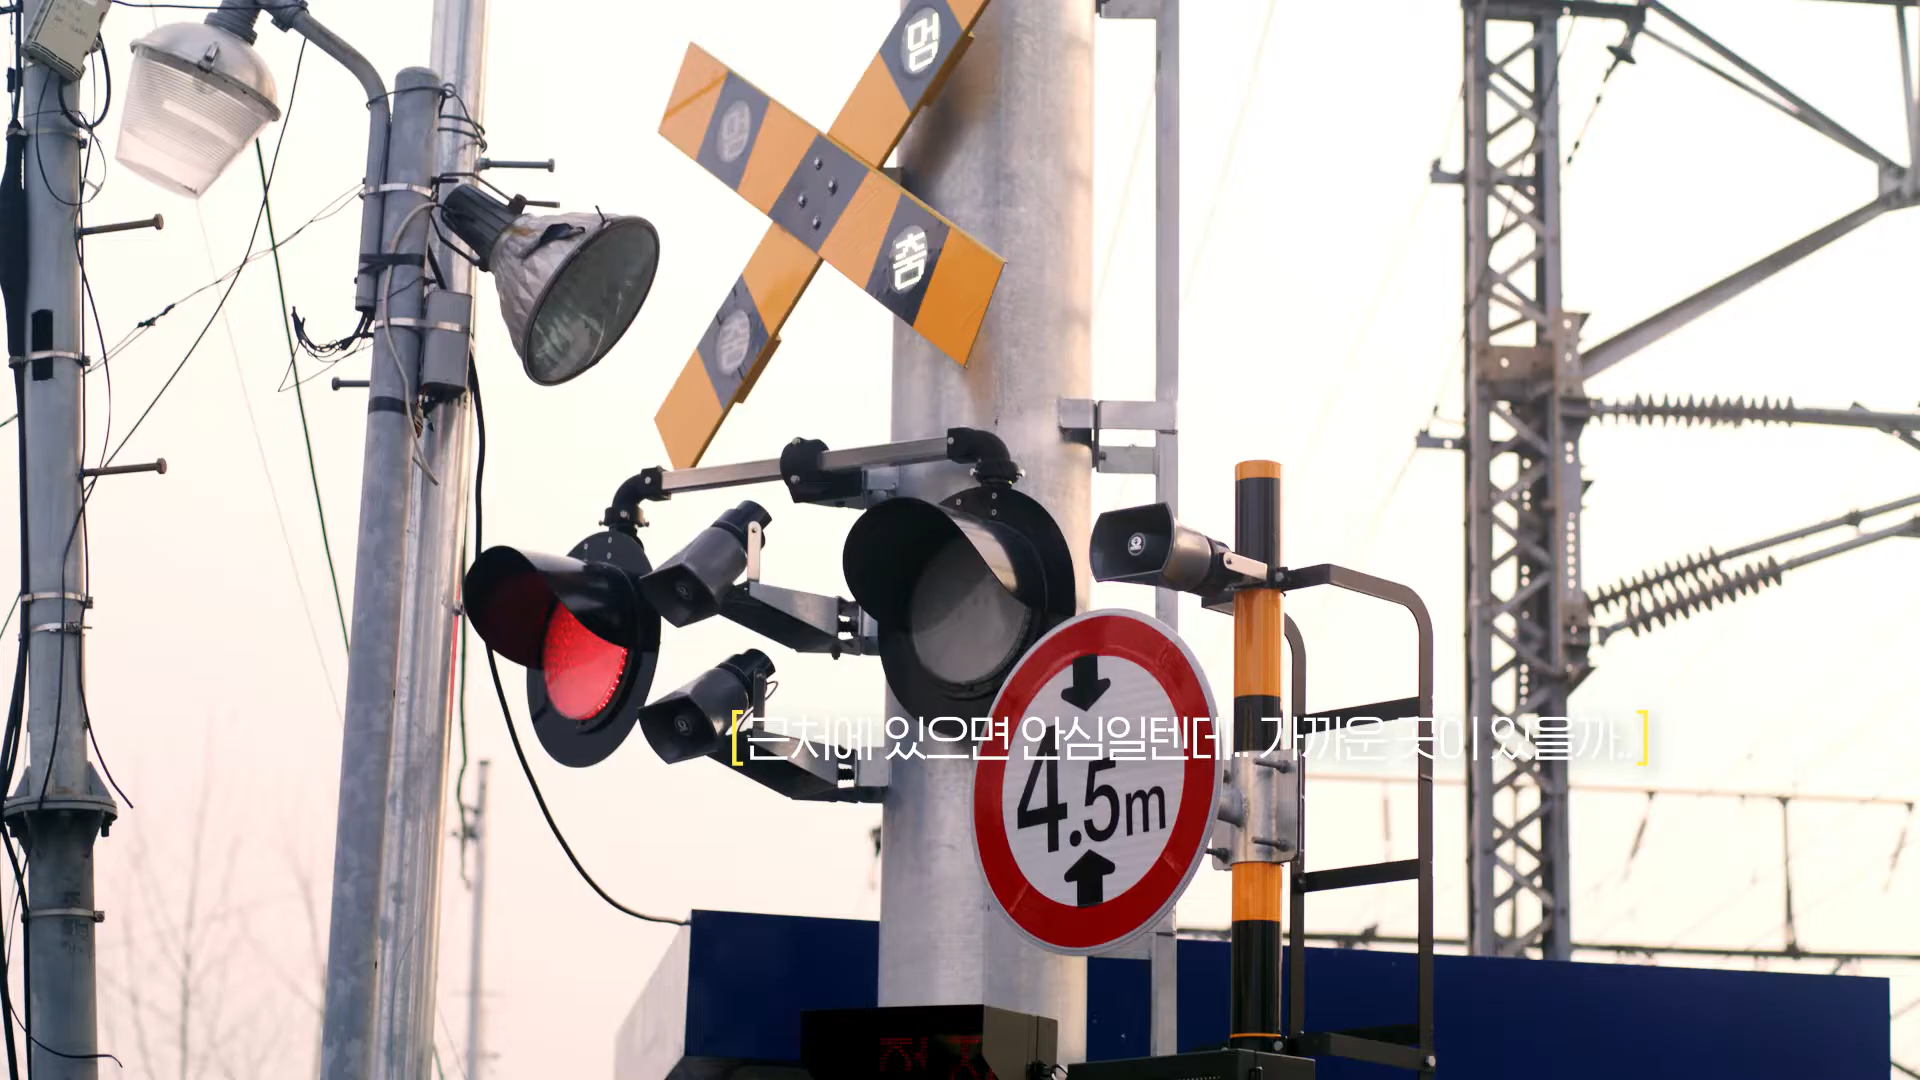 멈
멈
춤
춤
[근처에 있으면 안심일텐데.. 가까운 곳이 있을까..]
4.5m